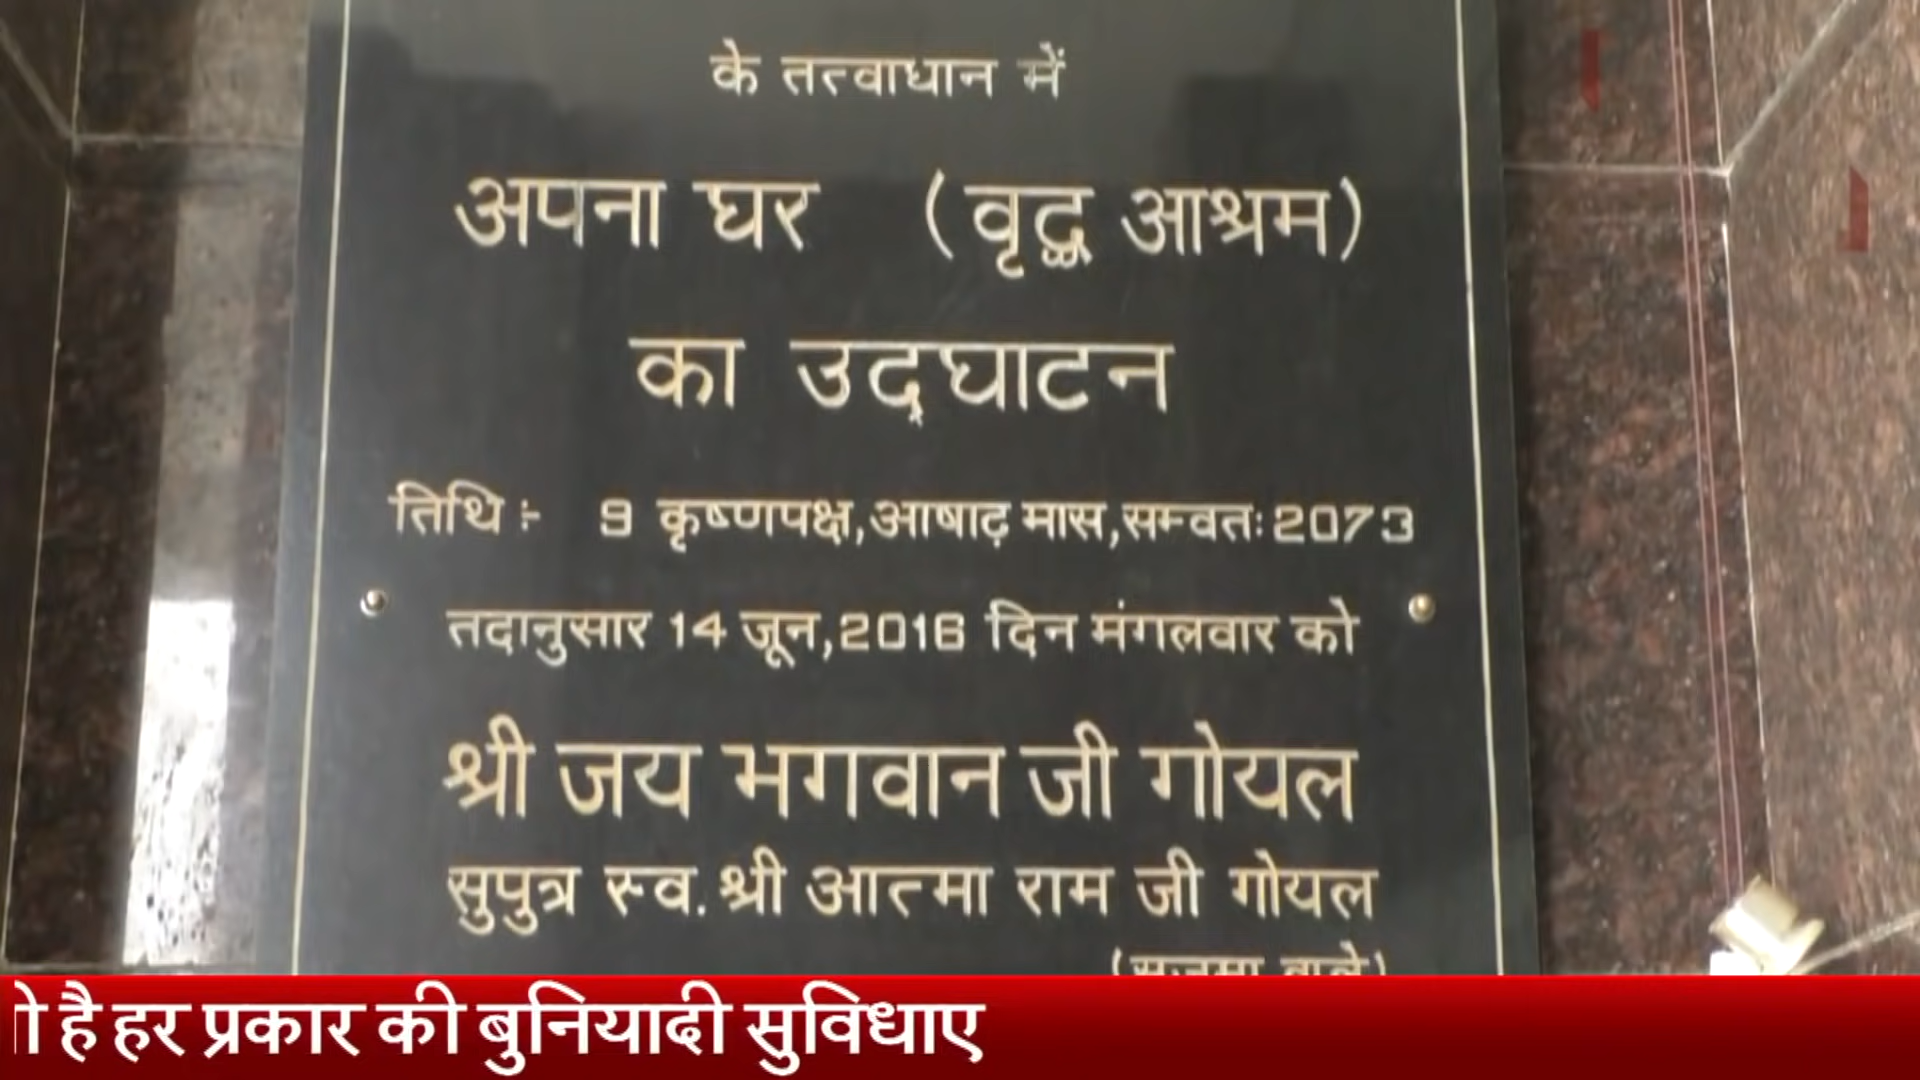 के तत्वाधान में
अपना घर (वृद्ध आश्रम)
का उद्घाटन
तिथि :- 9 कृष्णपक्ष,आषाढ़ मास,सम्वतः2073
तदानुसार 14 जून,2016 दिन मंगलवार को
श्री जय भगवान जी गोयल
सुपुत्र स्व. श्री आत्मा राम जी गोयल
वाले)
है हर प्रकार की बुनियादी सुविधाए